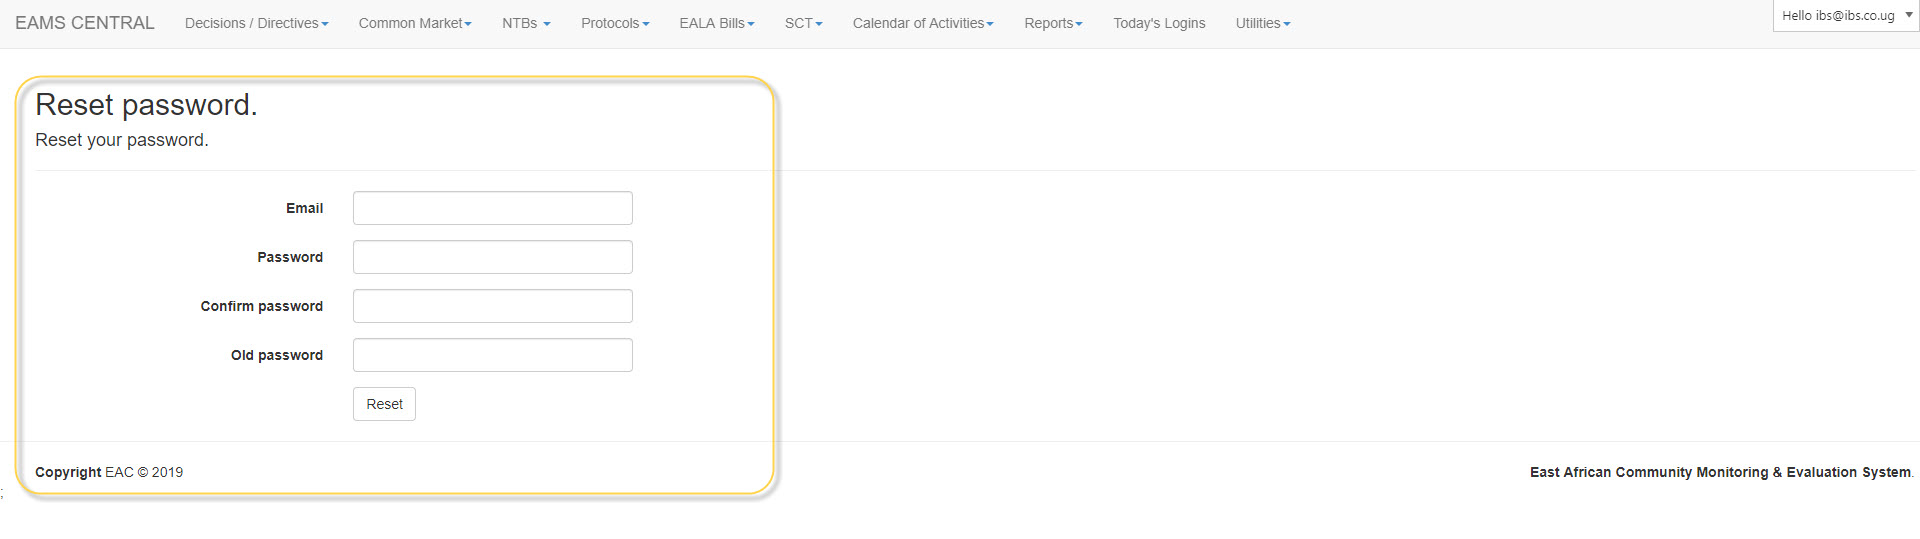 EAMS CENTRAL Decisions / Directives Common Market NTBs Protocols EALA Bills SCT Calendar of Activities Reports Today's Logins Utilities Hello ibs@ibs.co.ug
Reset password.
Reset your password.
Email
Password
Confirm password
Old password
Reset
Copyright EAC © 2019 East African Community Monitoring & Evaluation System.
;